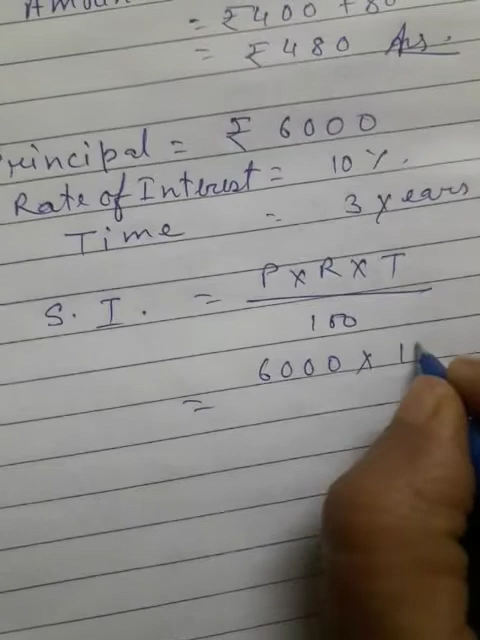 = ₹400 + 80
= ₹480 Ans.
Principal = ₹ 6000
Rate of Interest = 10%.
Time = 3 years
S. I. = P x R x T
100
= 6000 x 1